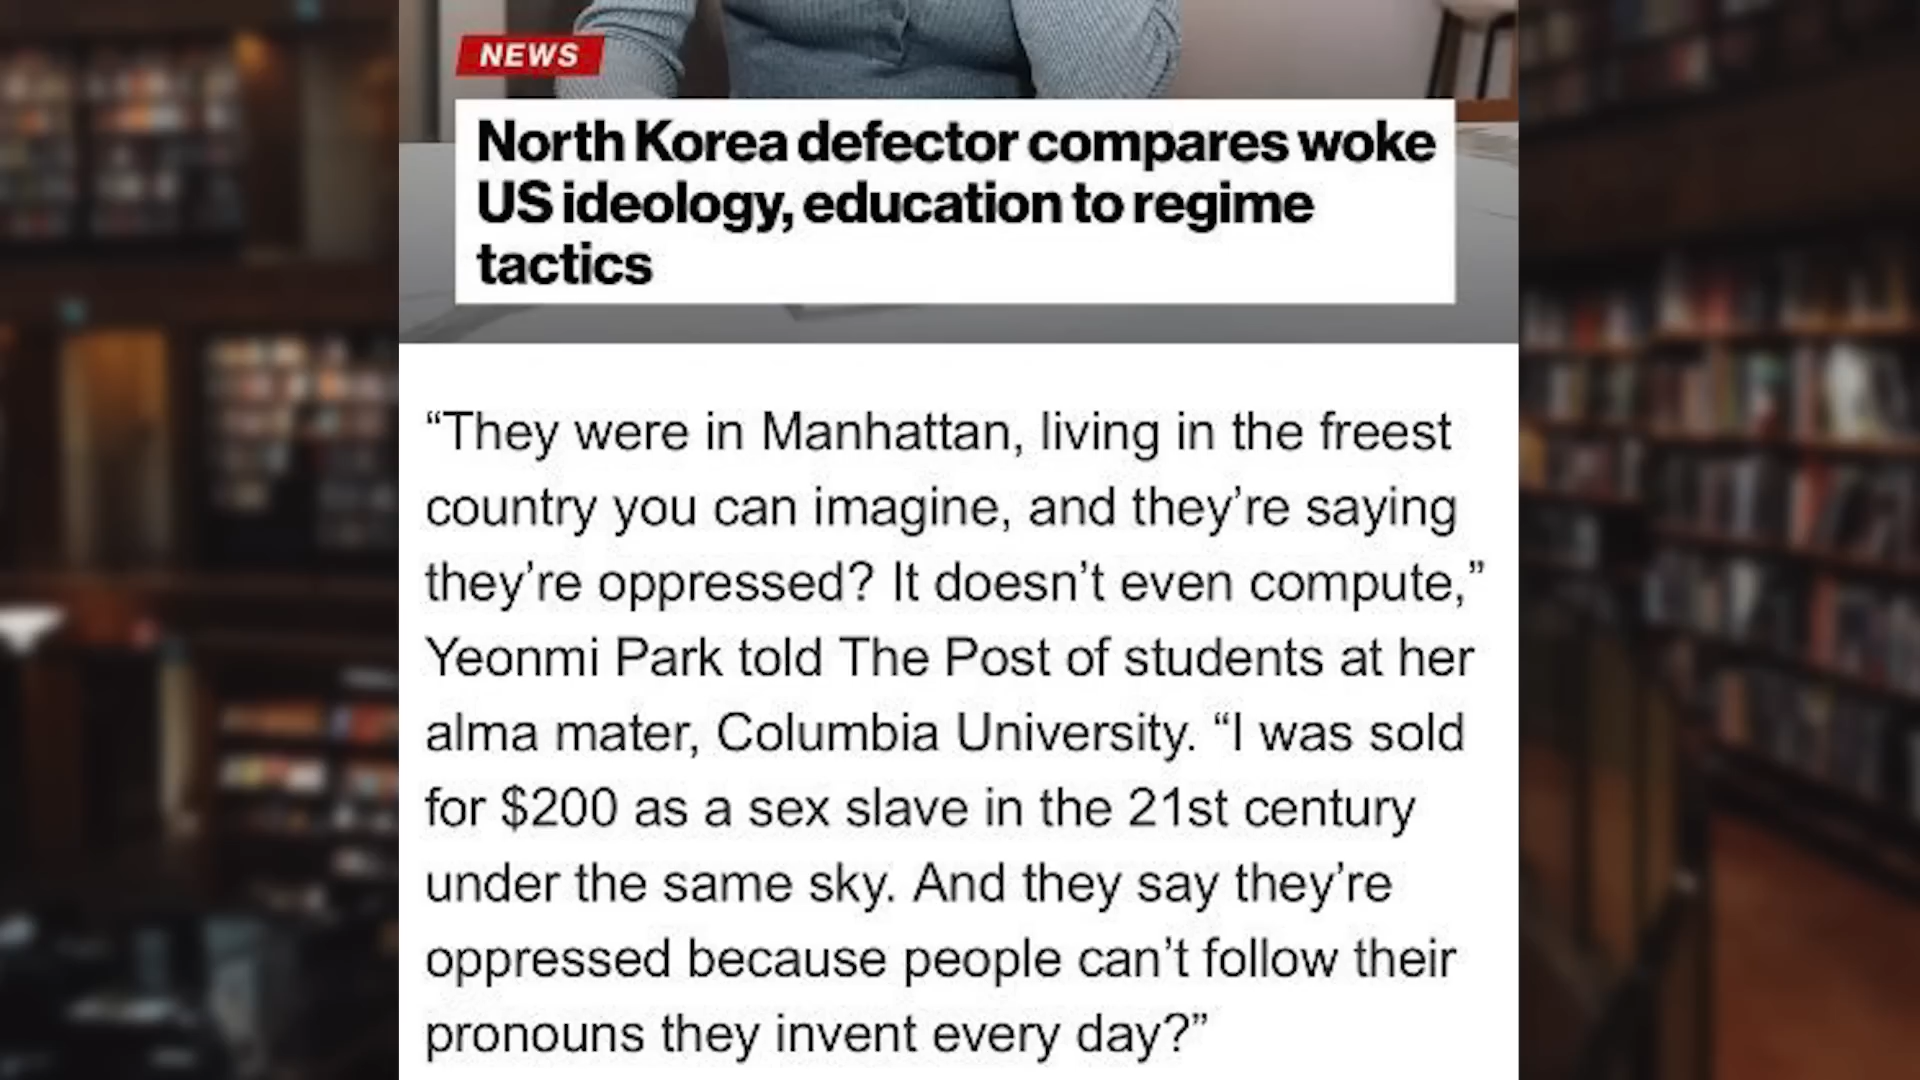 NEWS
North Korea defector compares woke
US ideology, education to regime
tactics
“They were in Manhattan, living in the freest
country you can imagine, and they’re saying
they’re oppressed? It doesn’t even compute,”
Yeonmi Park told The Post of students at her
alma mater, Columbia University. “I was sold
for $200 as a sex slave in the 21st century
under the same sky. And they say they’re
oppressed because people can’t follow their
pronouns they invent every day?”